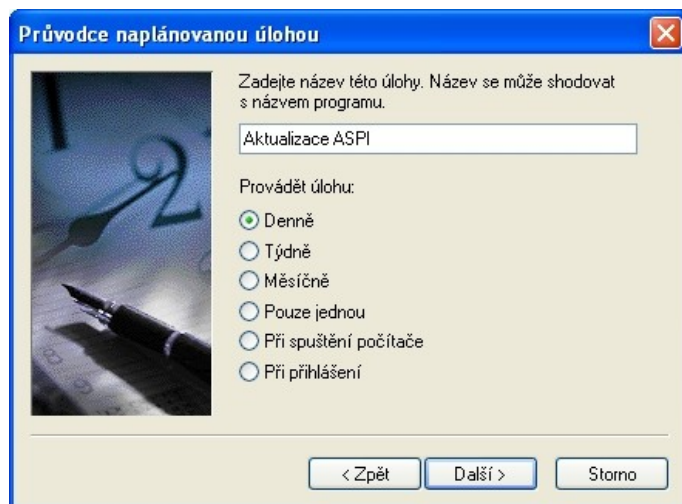 Průvodce naplánovanou úlohou
Zadejte název této úlohy. Název se může shodovat
s názvem programu.
Aktualizace ASPI
Provádět úlohu:
Denně
Týdně
Měsíčně
Pouze jednou
Při spuštění počítače
Při přihlášení
< Zpět
Další >
Storno